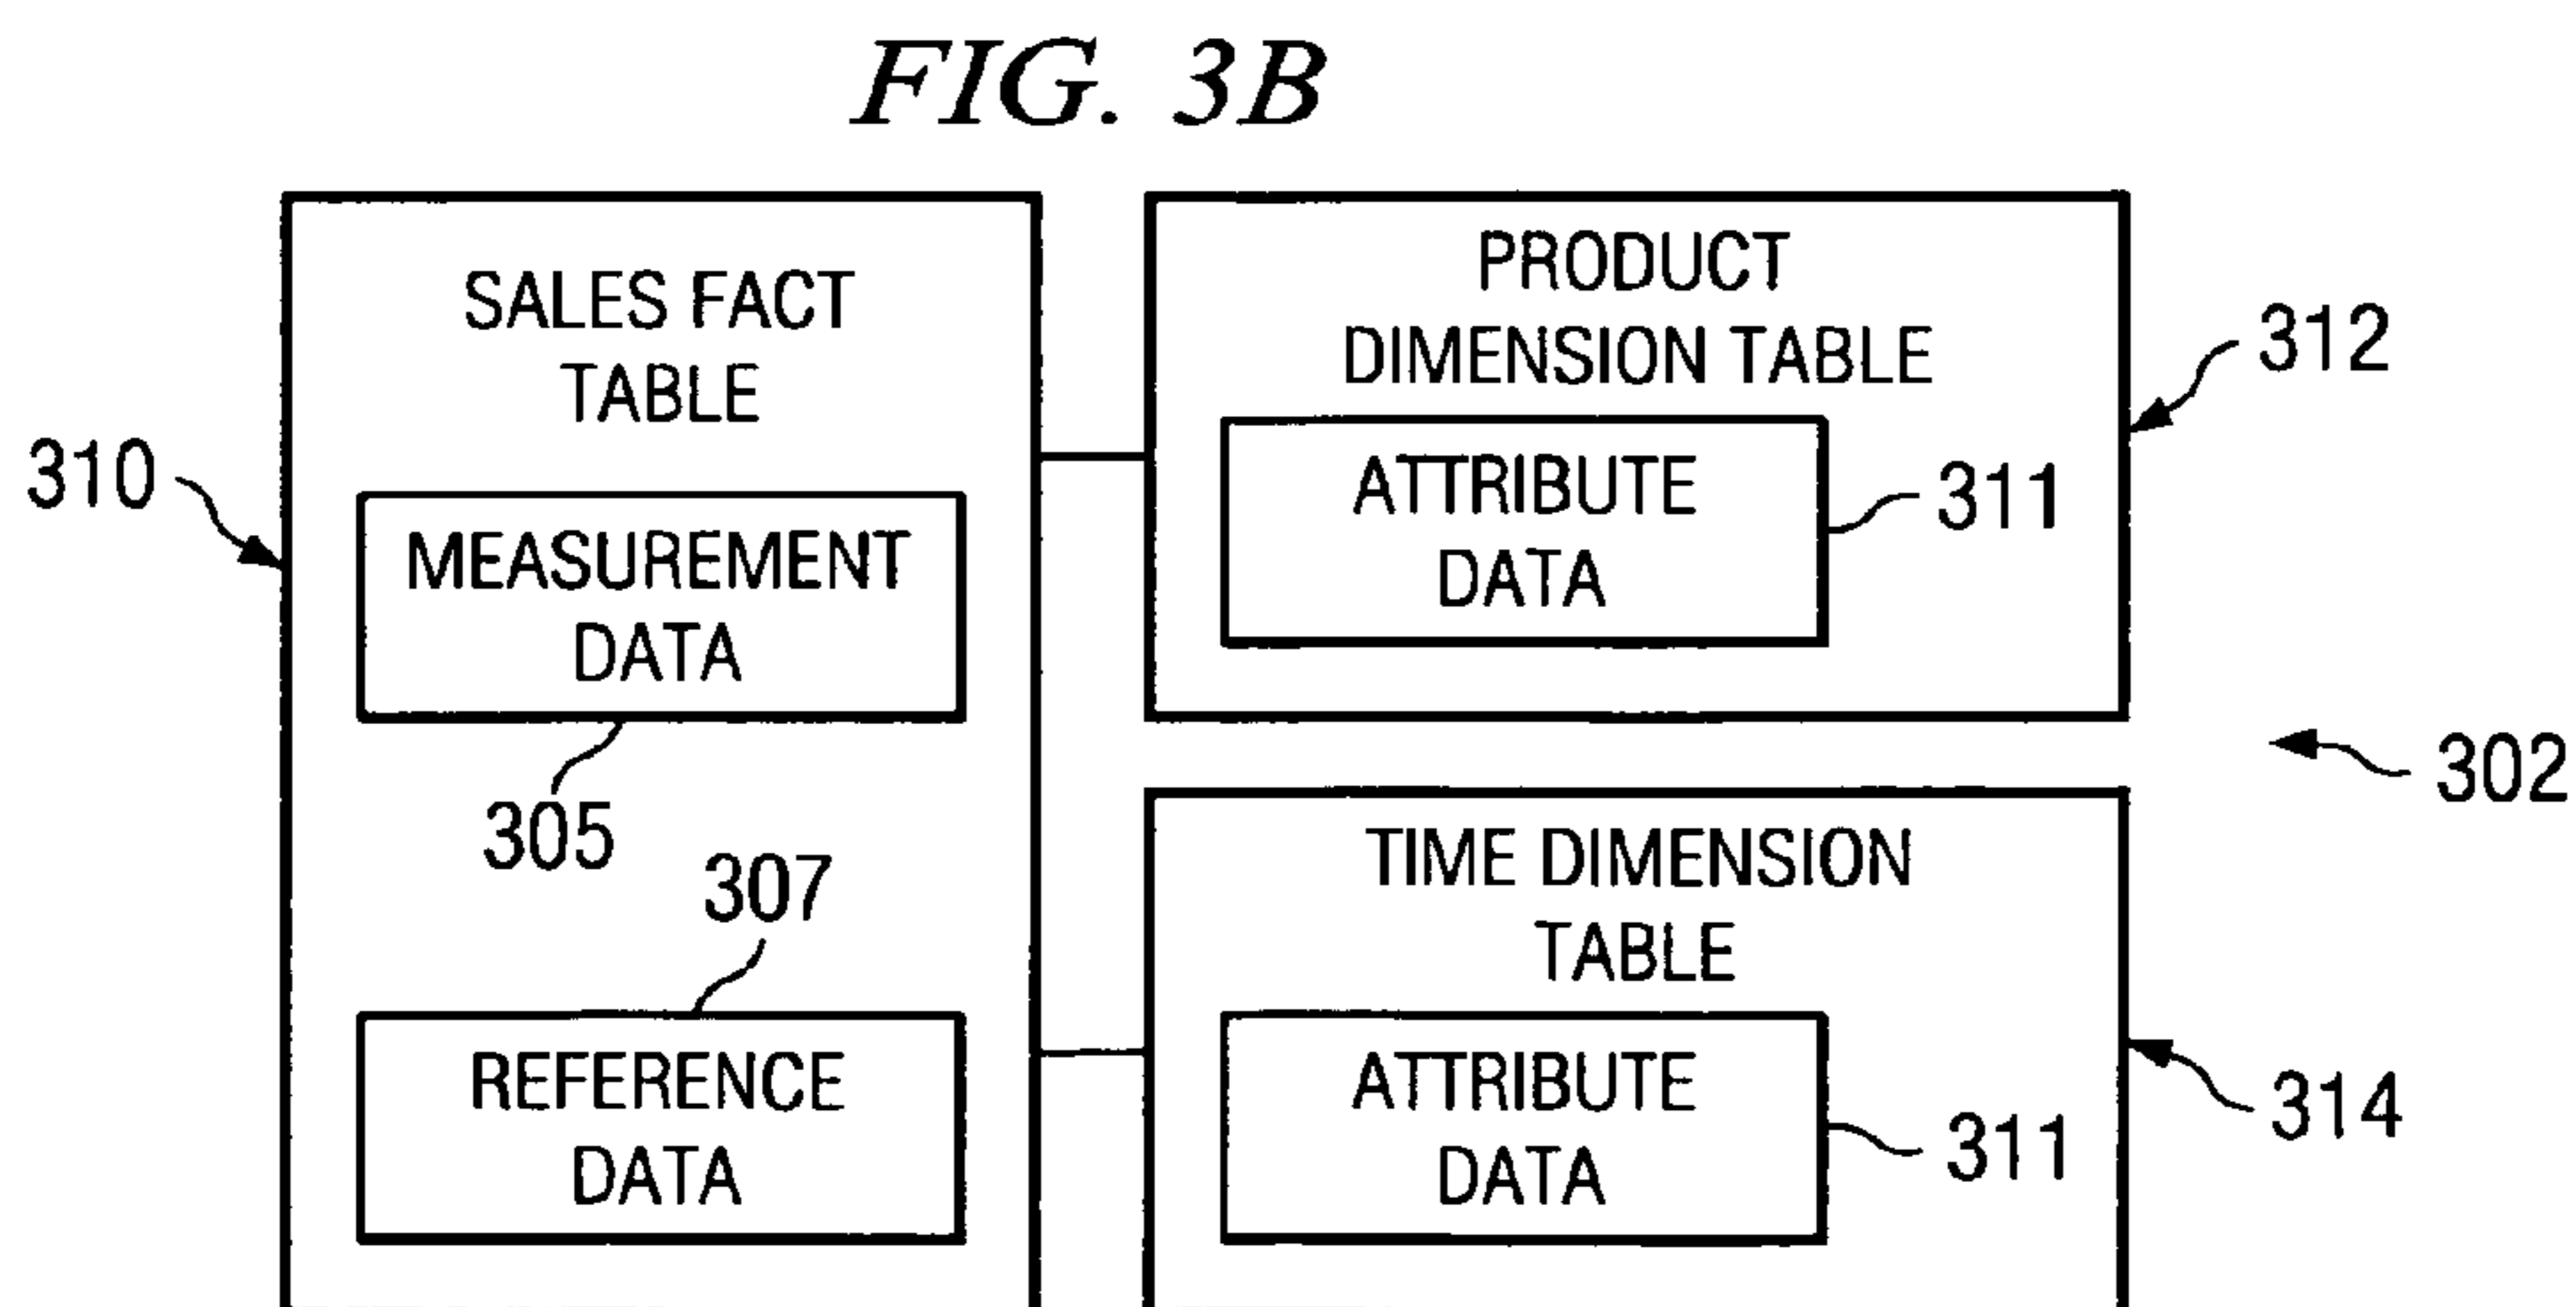 FIG. 3B
SALES FACT
TABLE
310
MEASUREMENT
DATA
305
307
REFERENCE
DATA
PRODUCT
DIMENSION TABLE
312
ATTRIBUTE
DATA
311
302
TIME DIMENSION
TABLE
ATTRIBUTE
DATA
311
314